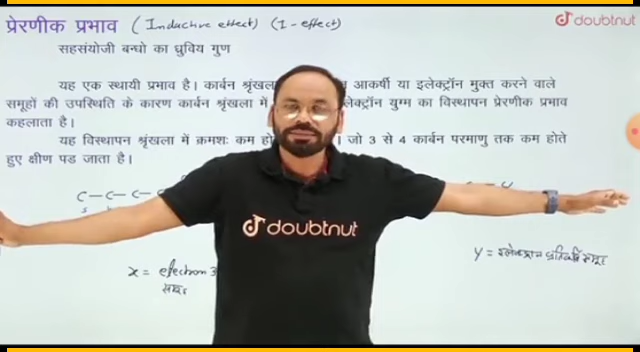 प्रेरणीक प्रभाव (Inductive effect) (I-effect)
doubtnut
सहसंयोजी बन्धो का ध्रुविय गुण
यह एक स्थायी प्रभाव है। कार्बन श्रृंखला आकर्षी या इलेक्ट्रॉन मुक्त करने वाले
समूहों की उपस्थिति के कारण कार्बन श्रृंखला में लेक्ट्रॉन युग्म का विस्थापन प्रेरणीक प्रभाव
कहलाता है।
यह विस्थापन श्रृंखला में क्रमशः कम हो जो 3 से 4 कार्बन परमाणु तक कम होते
हुए क्षीण पड जाता है।
C-C-C-C
doubtnut
x = electron
समूह
y = इलेक्ट्रान समूह